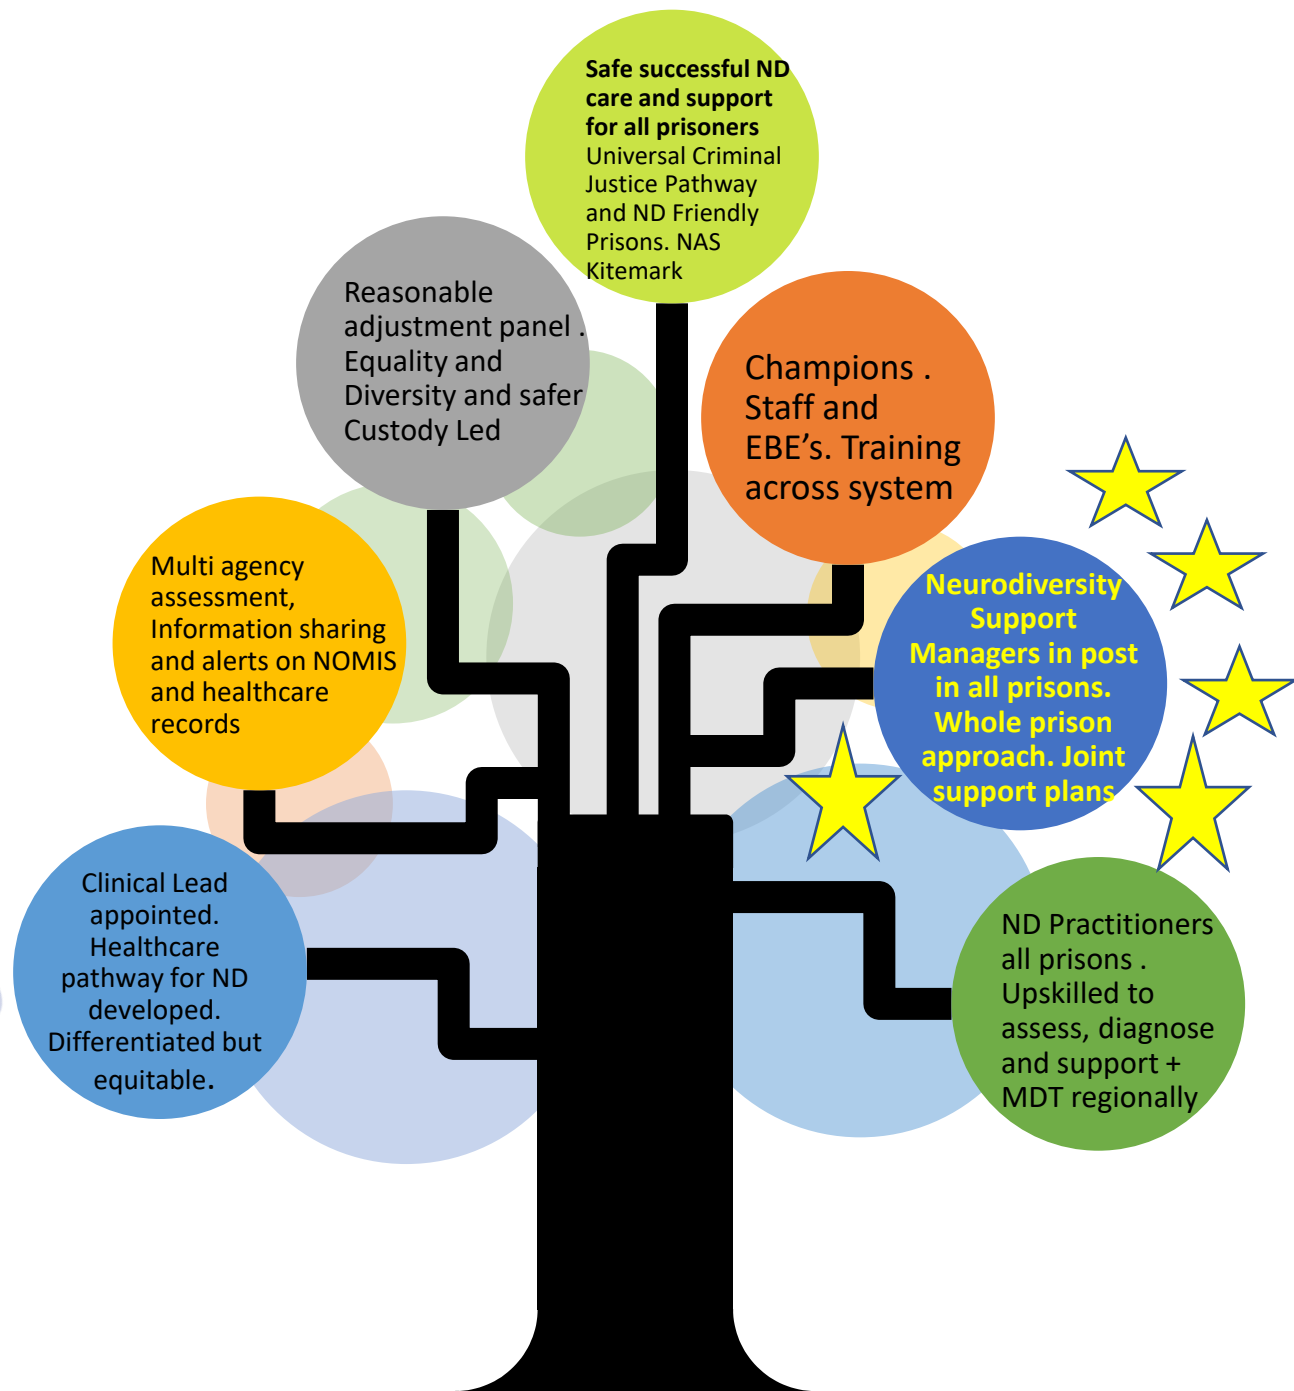 Safe successful ND
care and support
for all prisoners
Universal Criminal
Justice Pathway
and ND Friendly
Prisons. NAS
Kitemark
Reasonable
adjustment panel .
Equality and
Diversity and safer
Custody Led
Champions .
Staff and
EBE’s. Training
across system
Multi agency
assessment,
Information sharing
and alerts on NOMIS
and healthcare
records
Neurodiversity
Support
Managers in post
in all prisons.
Whole prison
approach. Joint
support plans
Clinical Lead
appointed.
Healthcare
pathway for ND
developed.
Differentiated but
equitable.
ND Practitioners
all prisons .
Upskilled to
assess, diagnose
and support +
MDT regionally